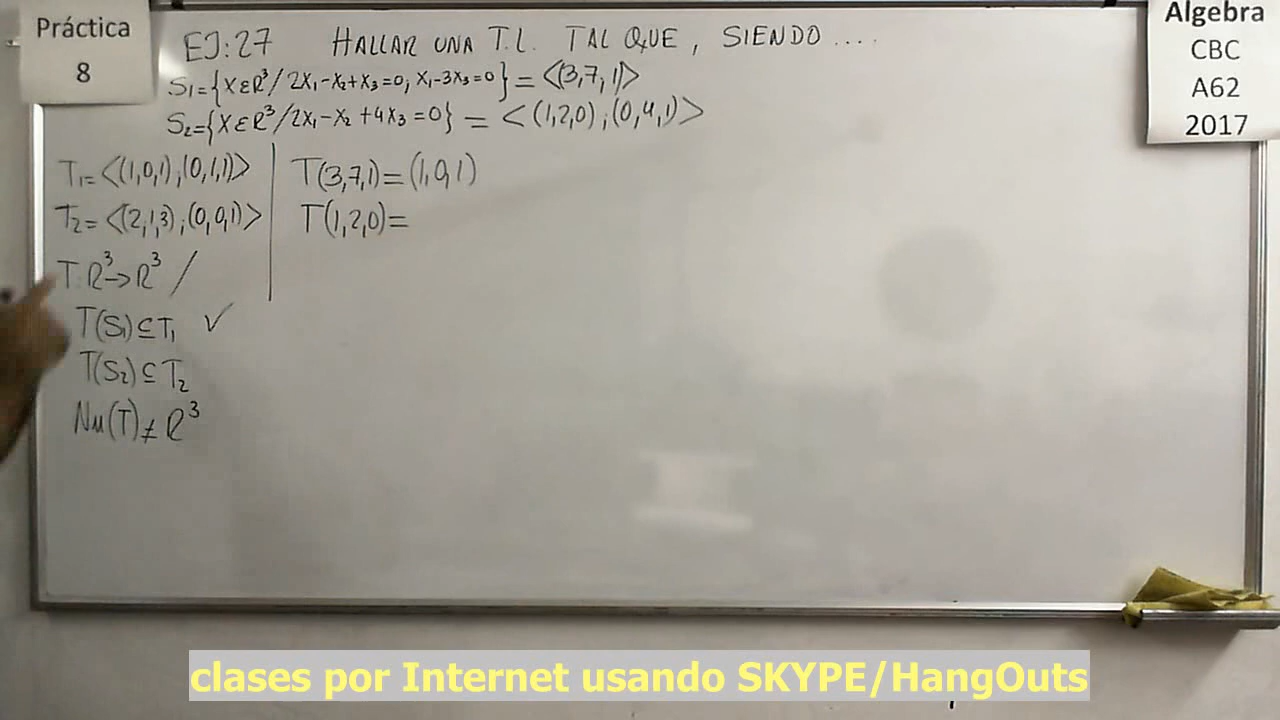 Práctica
8
EJ: 27 HALLAR UNA T.L. TAL QUE, SIENDO ....
S₁={X∈R³/ 2X₁-X₂+X₃=0; X₁-3X₃=0} = <(3,7,1)>
S₂={X∈R³/2X₁-X₂+4X₃=0} = <(1,2,0);(0,4,1)>
Algebra
CBC
A62
2017
T₁=<(1,0,1);(0,1,1)>
T₂=<(2,1,3);(0,0,1)>
T:R³->R³ /
T(S₁)⊆T₁ ✓
T(S₂)⊆T₂
Nu(T)≠R³
T(3,7,1)=(1,0,1)
T(1,2,0)=
clases por Internet usando SKYPE/HangOuts